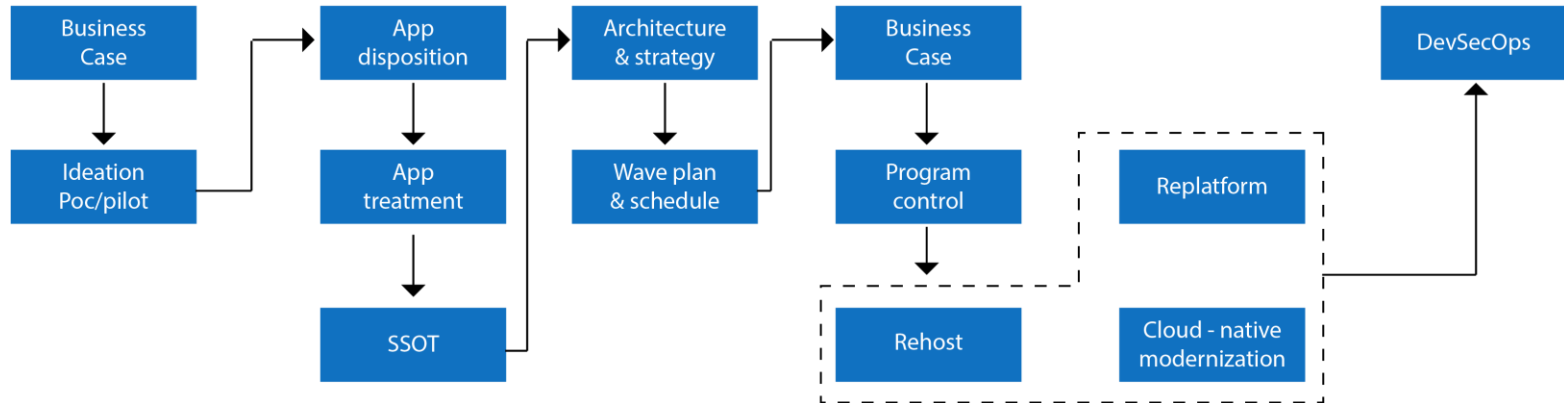 Business
Case
Ideation
Poc/pilot
App
disposition
App
treatment
SSOT
Architecture
& strategy
Wave plan
& schedule
Business
Case
Program
control
Rehost
Replatform
Cloud - native
modernization
DevSecOps